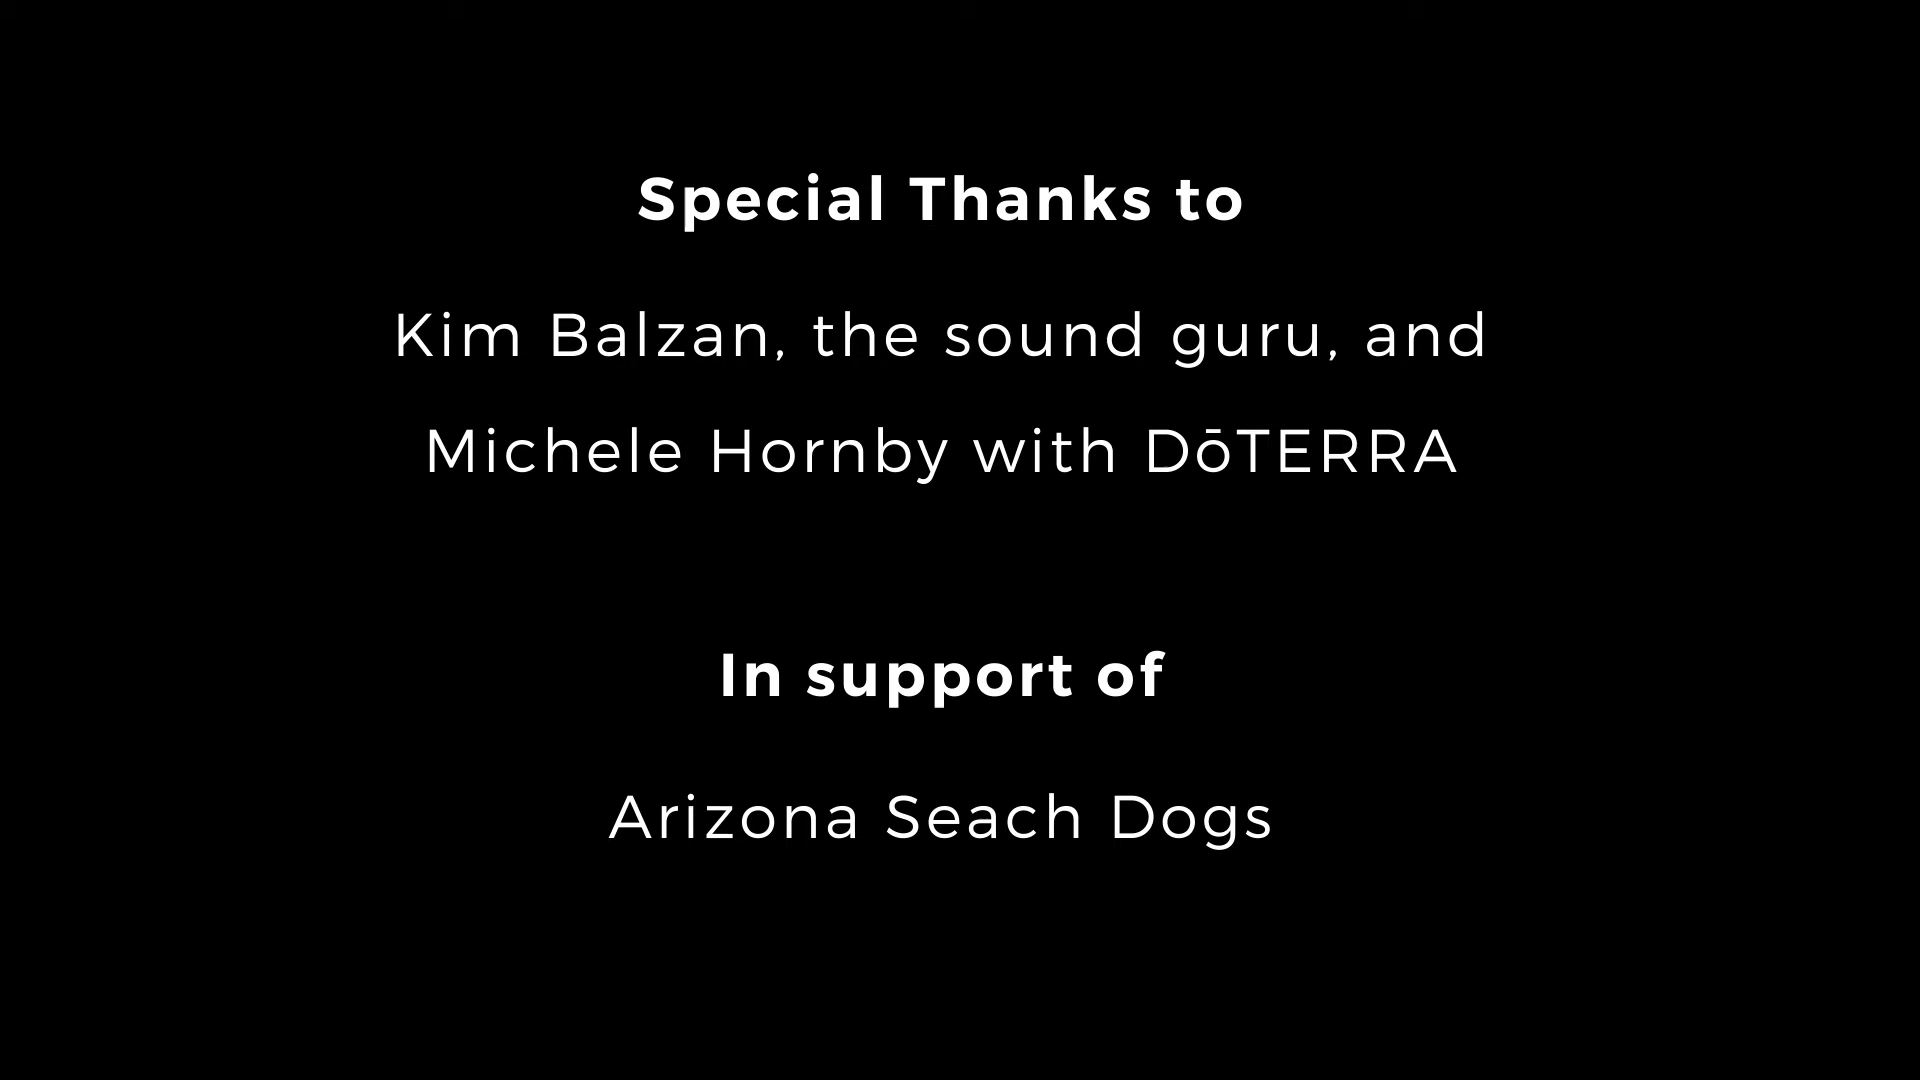 Special Thanks to
Kim Balzan, the sound guru, and
Michele Hornby with DōTERRA
In support of
Arizona Seach Dogs